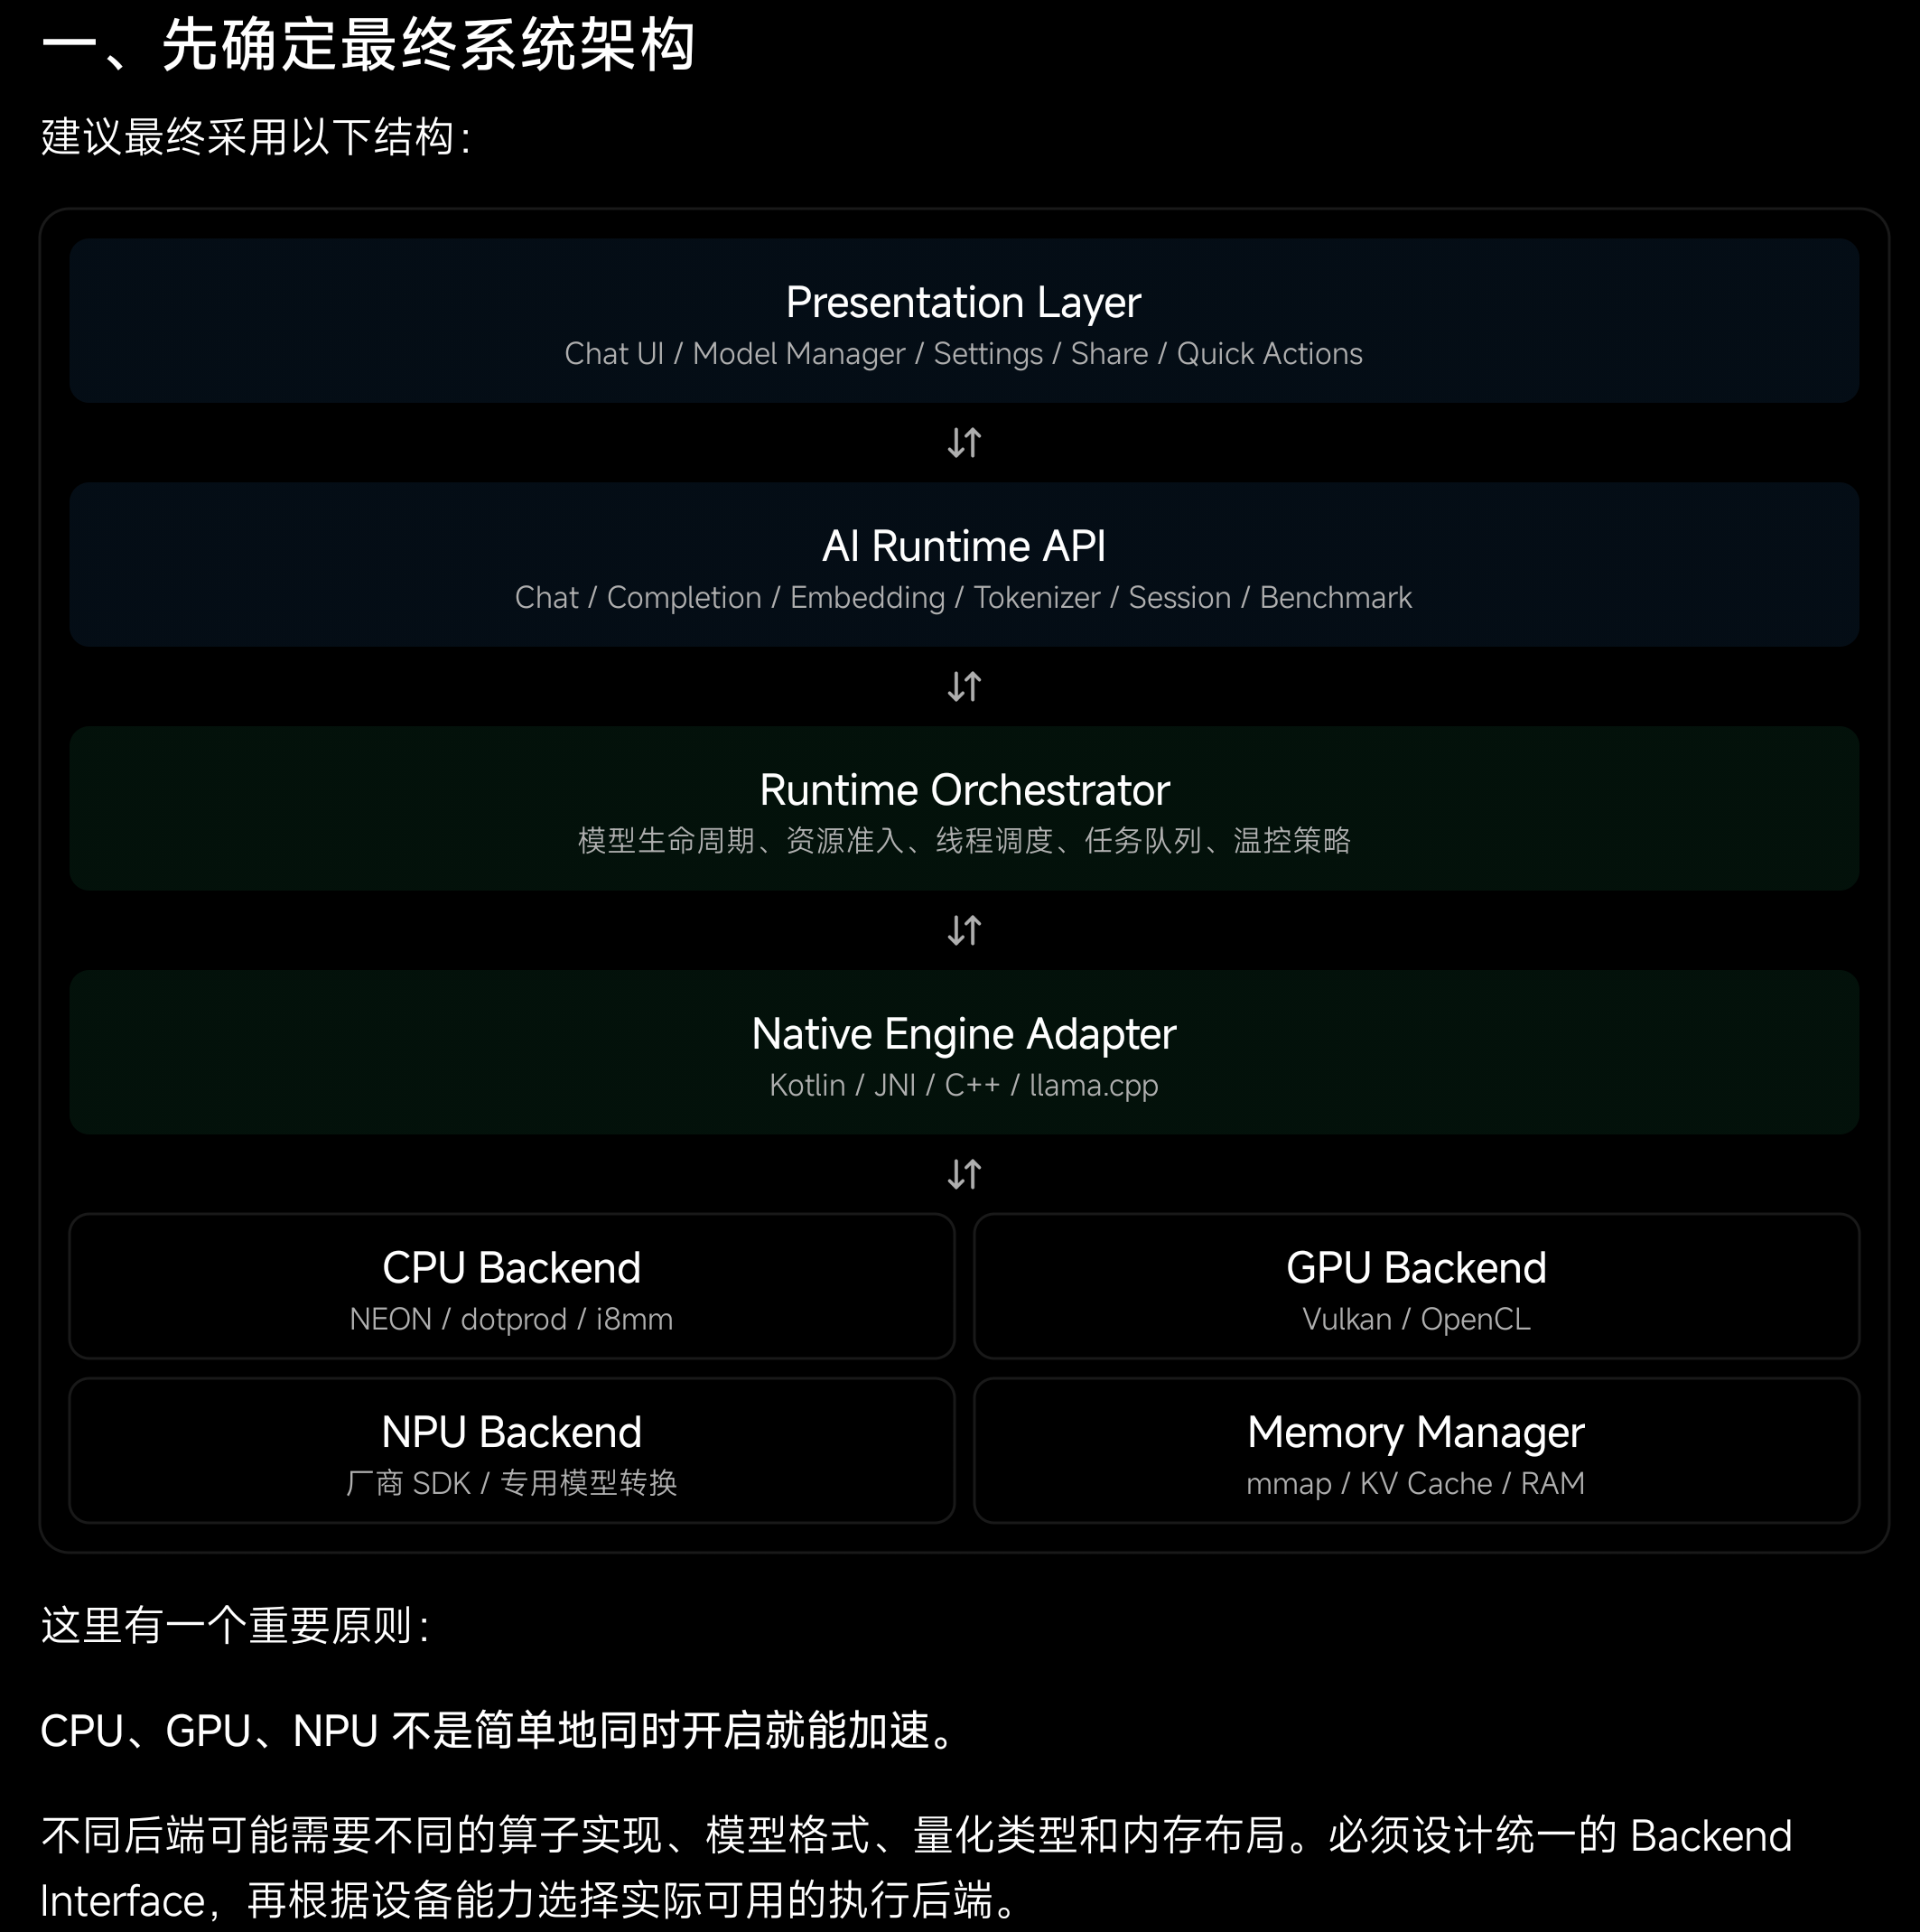 一、先确定最终系统架构
建议最终采用以下结构：
Presentation Layer
Chat UI / Model Manager / Settings / Share / Quick Actions
↓↑
AI Runtime API
Chat / Completion / Embedding / Tokenizer / Session / Benchmark
↓↑
Runtime Orchestrator
模型生命周期、资源准入、线程调度、任务队列、温控策略
↓↑
Native Engine Adapter
Kotlin / JNI / C++ / llama.cpp
↓↑
CPU Backend
NEON / dotprod / i8mm
GPU Backend
Vulkan / OpenCL
NPU Backend
厂商 SDK / 专用模型转换
Memory Manager
mmap / KV Cache / RAM
这里有一个重要原则：
CPU、GPU、NPU 不是简单地同时开启就能加速。
不同后端可能需要不同的算子实现、模型格式、量化类型和内存布局。必须设计统一的 Backend
Interface，再根据设备能力选择实际可用的执行后端。